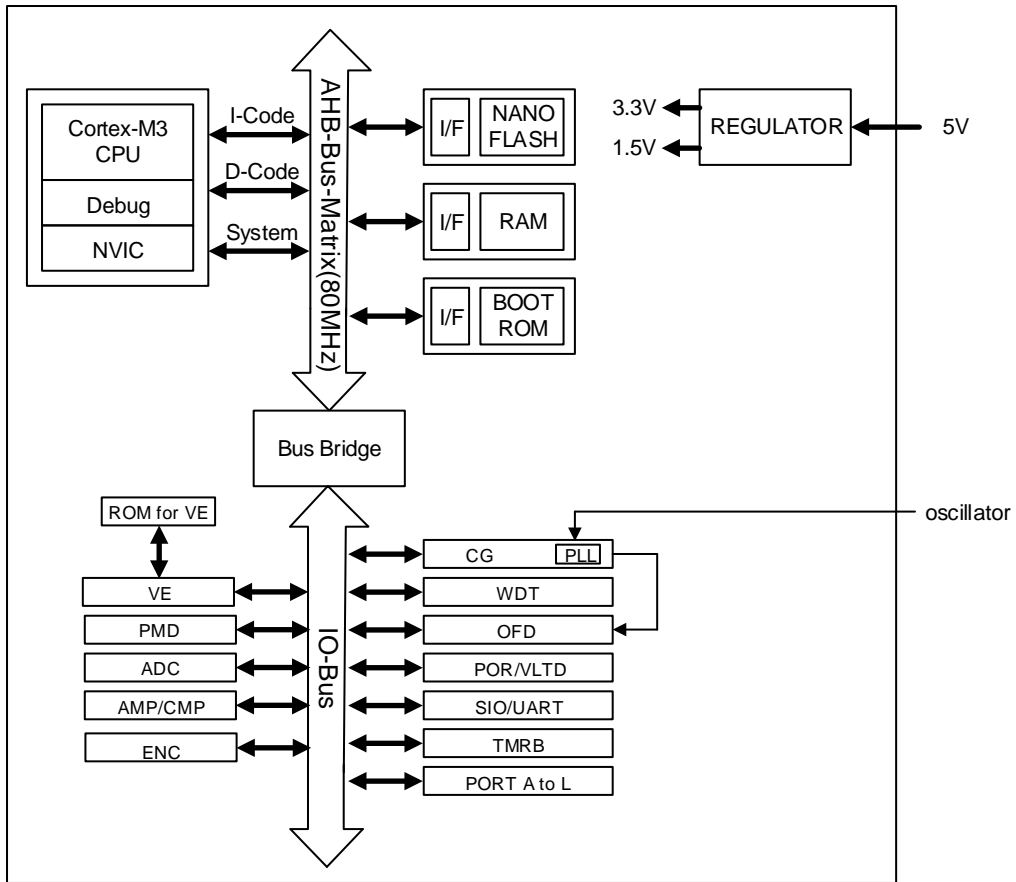 Cortex-M3
CPU
Debug
NVIC
I-Code
D-Code
System
AHB-Bus-Matrix(80MHz)
I/F
NANO
FLASH
I/F
RAM
I/F
BOOT
ROM
3.3V
1.5V
REGULATOR
5V
Bus Bridge
ROM for VE
VE
PMD
ADC
AMP/CMP
ENC
IO-Bus
CG
PLL
WDT
OFD
POR/VLTD
SIO/UART
TMRB
PORT A to L
oscillator